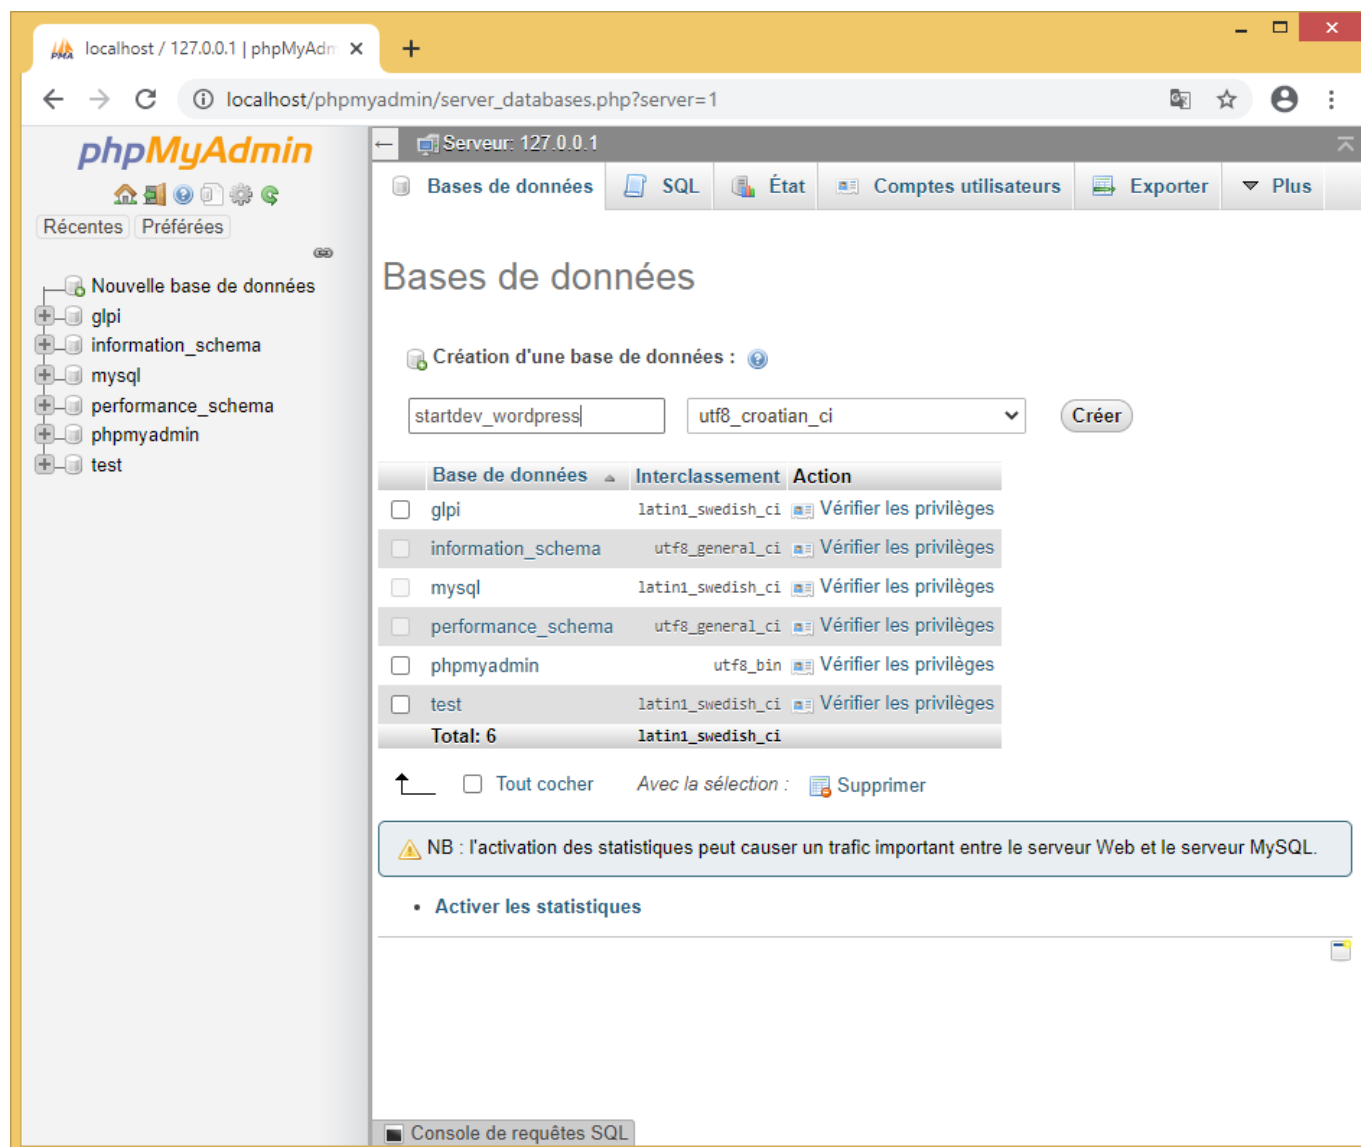 localhost / 127.0.0.1 | phpMyAdm
localhost/phpmyadmin/server_databases.php?server=1
phpMyAdmin
Récentes Préférées
Nouvelle base de données
glpi
information_schema
mysql
performance_schema
phpmyadmin
test
Serveur: 127.0.0.1
Bases de données SQL État Comptes utilisateurs Exporter Plus
Bases de données
Création d'une base de données :
startdev_wordpress utf8_croatian_ci Créer
Base de données Interclassement Action
glpi latin1_swedish_ci Vérifier les privilèges
information_schema utf8_general_ci Vérifier les privilèges
mysql latin1_swedish_ci Vérifier les privilèges
performance_schema utf8_general_ci Vérifier les privilèges
phpmyadmin utf8_bin Vérifier les privilèges
test latin1_swedish_ci Vérifier les privilèges
Total: 6 latin1_swedish_ci
Tout cocher Avec la sélection : Supprimer
NB : l'activation des statistiques peut causer un trafic important entre le serveur Web et le serveur MySQL.
• Activer les statistiques
Console de requêtes SQL